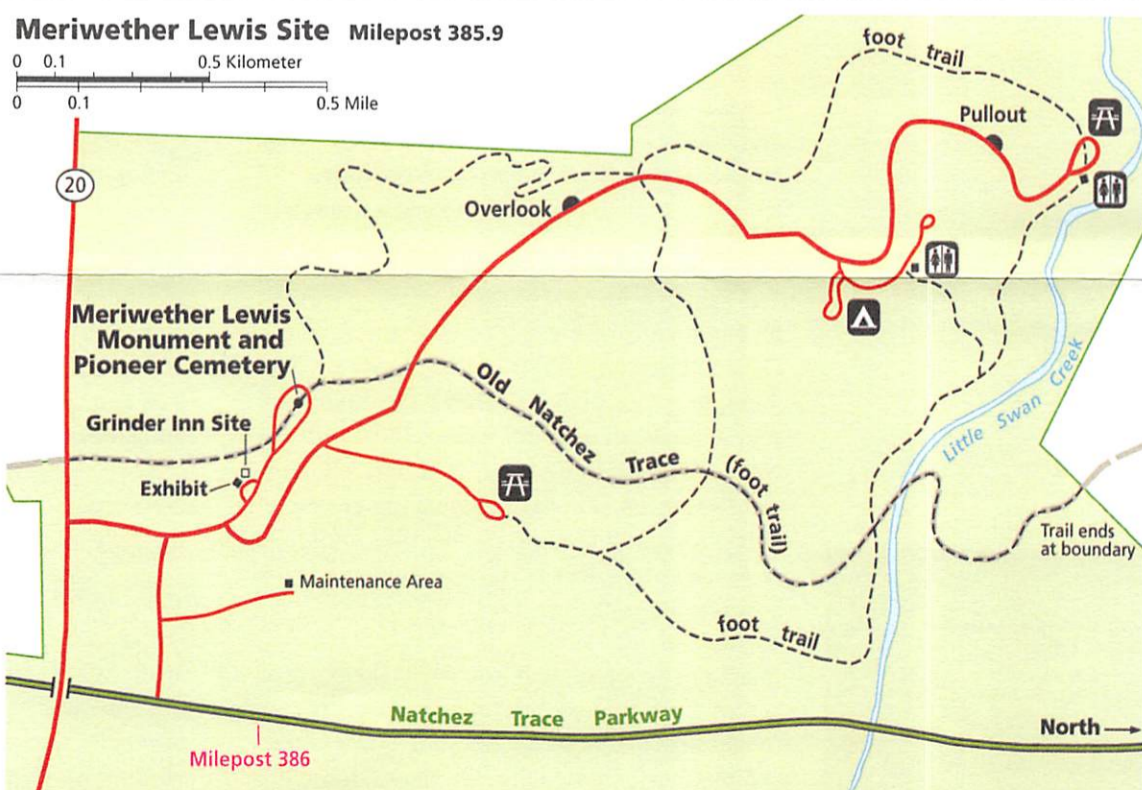 Meriwether Lewis Site Milepost 385.9
0 0.1 0.5 Kilometer
0 0.1 0.5 Mile
foot trail
Pullout
20
Overlook
Meriwether Lewis
Monument and
Pioneer Cemetery
Grinder Inn Site
Exhibit
Old Natchez Trace (foot trail)
Little Swan Creek
Trail ends
at boundary
Maintenance Area
foot trail
Natchez Trace Parkway
North
Milepost 386